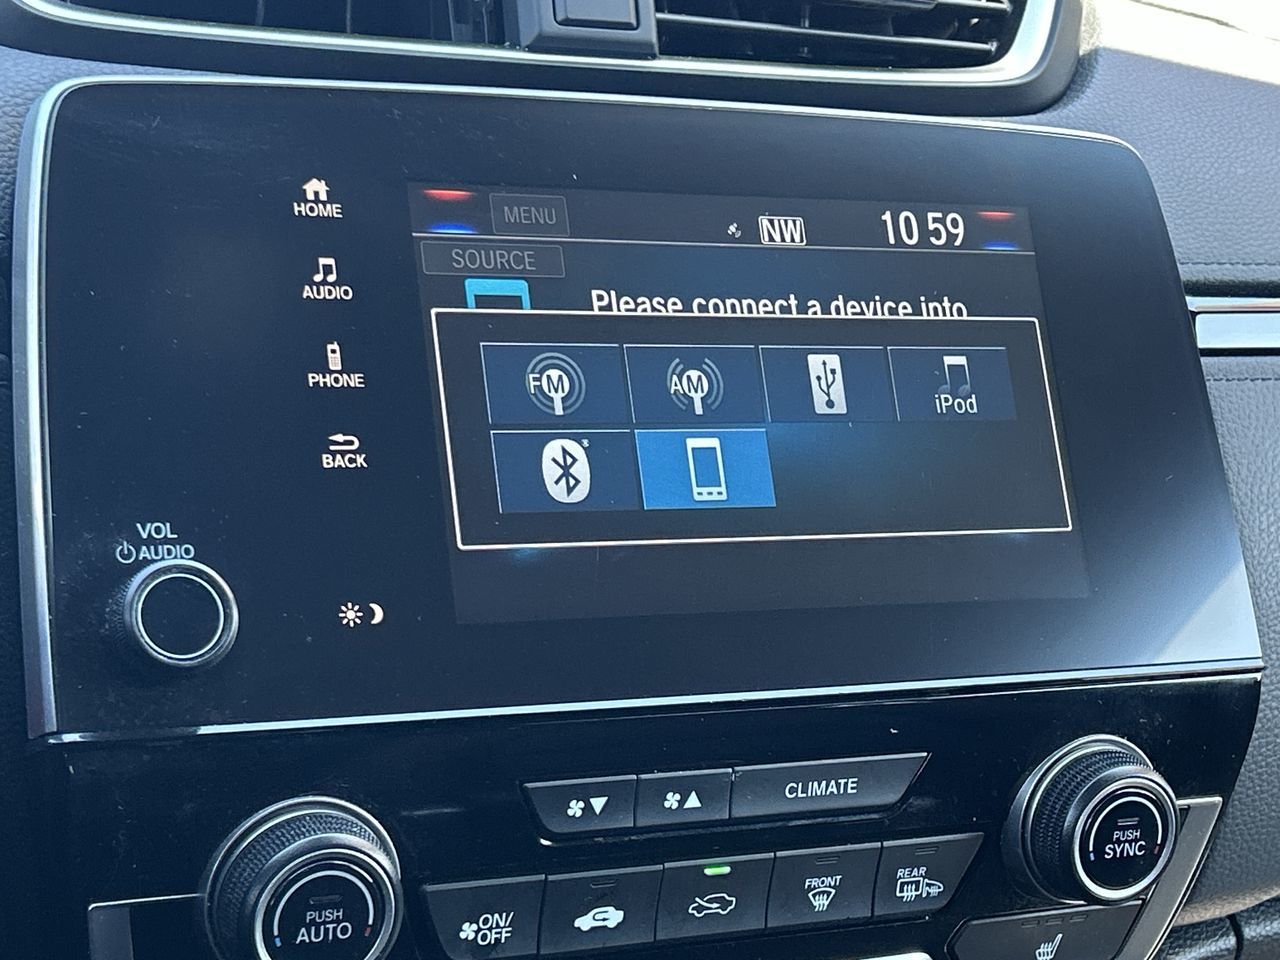 HOME
MENU
NW
10 59
SOURCE
AUDIO
Please connect a device into
PHONE
FM
AM
iPod
BACK
VOL
AUDIO
CLIMATE
PUSH
SYNC
PUSH
AUTO
ON/
OFF
FRONT
REAR